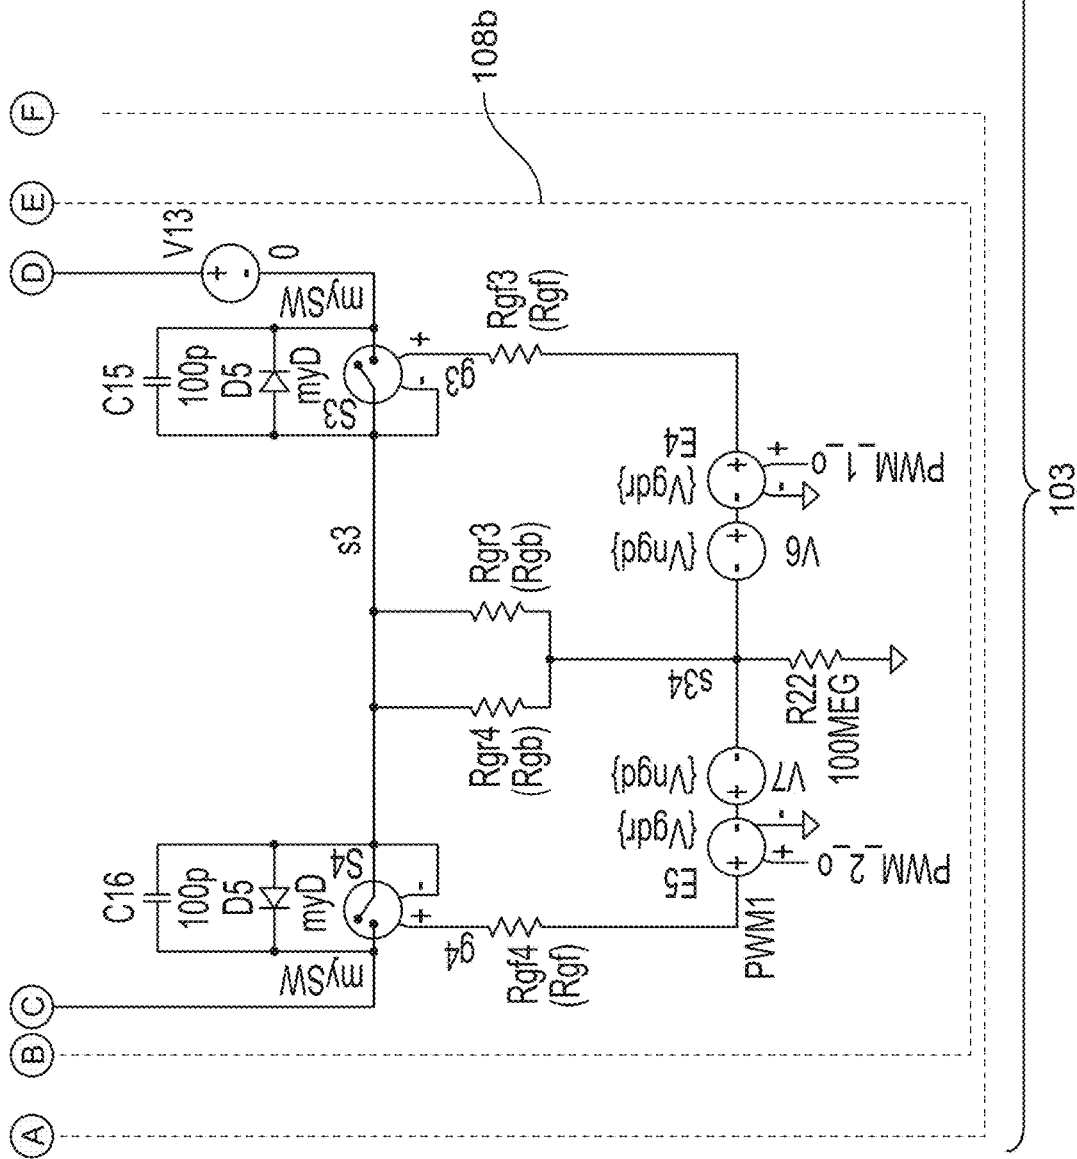 A
B
C
D
E
F
108b
103
V13
0
mySW
C15
100p
D5
myD
S3
g3
Rgf3
(Rgf)
s3
Rgr3
(Rgb)
Rgr4
(Rgb)
E4
{Vgdr}
PWM_1_o
{Vngd}
V6
s34
R22
100MEG
{Vngd}
V7
{Vgdr}
E5
PWM_2_o
PWM1
C16
100p
D5
myD
S4
mySW
g4
Rgf4
(Rgf)